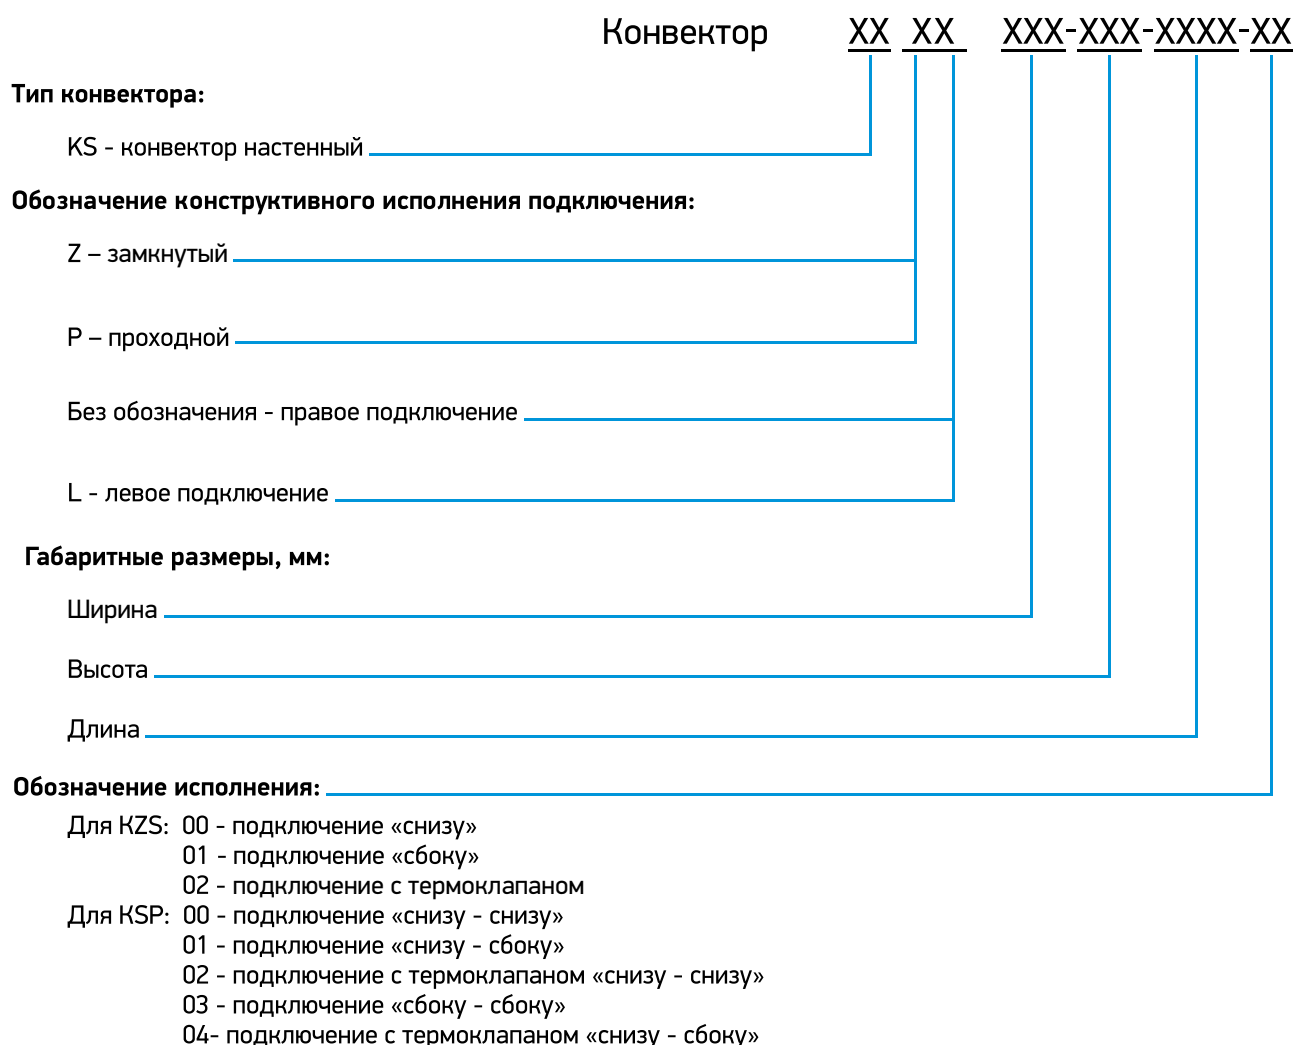 Конвектор XX XX XXX-XXX-XXXX-XX
Тип конвектора:
KS - конвектор настенный
Обозначение конструктивного исполнения подключения:
Z – замкнутый
P – проходной
Без обозначения - правое подключение
L - левое подключение
Габаритные размеры, мм:
Ширина
Высота
Длина
Обозначение исполнения:
Для KZS: 00 - подключение «снизу»
01 - подключение «сбоку»
02 - подключение с термоклапаном
Для KSP: 00 - подключение «снизу - снизу»
01 - подключение «снизу - сбоку»
02 - подключение с термоклапаном «снизу - снизу»
03 - подключение «сбоку - сбоку»
04- подключение с термоклапаном «снизу - сбоку»